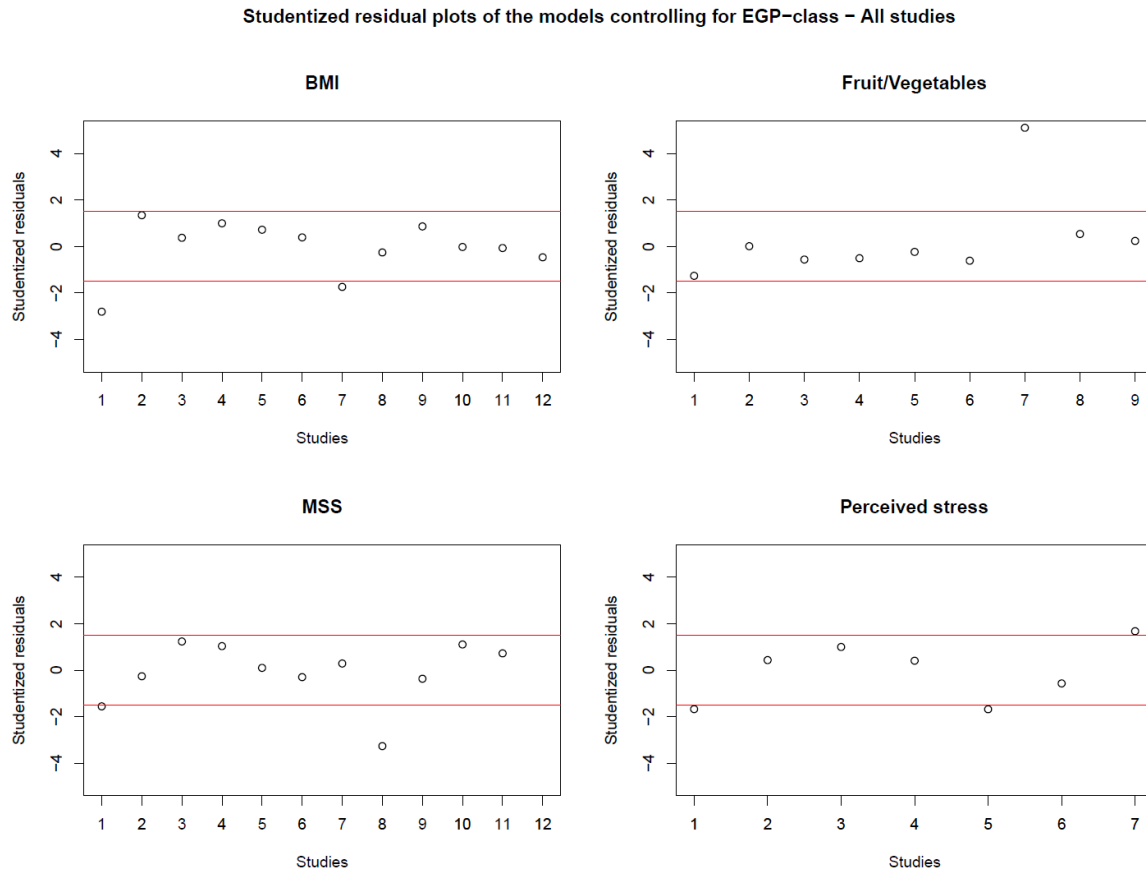 Studentized residual plots of the models controlling for EGP−class − All studies
BMI
Studentized residuals
4
2
0
−2
−4
1 2 3 4 5 6 7 8 9 10 11 12
Studies
Fruit/Vegetables
Studentized residuals
4
2
0
−2
−4
1 2 3 4 5 6 7 8 9
Studies
MSS
Studentized residuals
4
2
0
−2
−4
1 2 3 4 5 6 7 8 9 10 11 12
Studies
Perceived stress
Studentized residuals
4
2
0
−2
−4
1 2 3 4 5 6 7
Studies